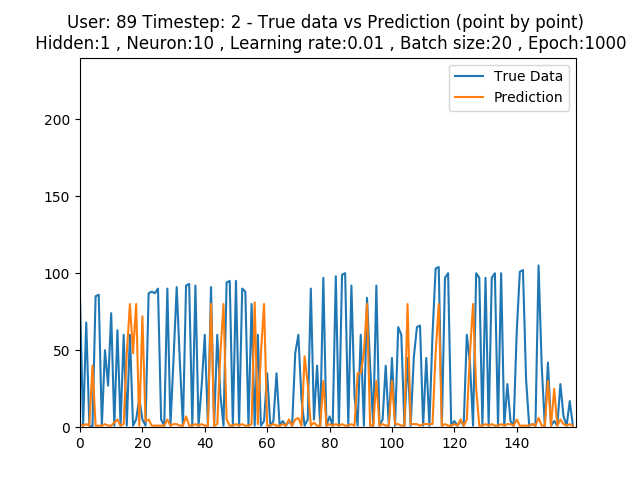 User: 89 Timestep: 2 - True data vs Prediction (point by point)
Hidden:1 , Neuron:10 , Learning rate:0.01 , Batch size:20 , Epoch:1000
True Data
Prediction
200
150
100
50
0
0 20 40 60 80 100 120 140